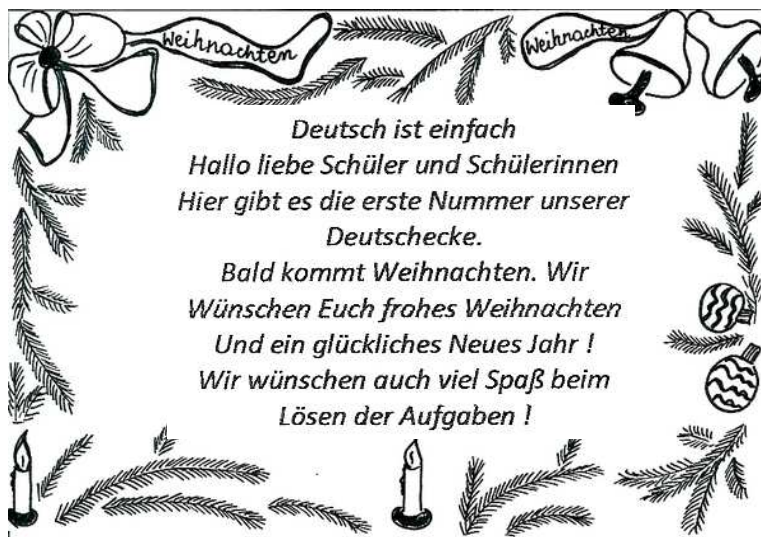 Weihnachten
Weihnachten
Deutsch ist einfach
Hallo liebe Schüler und Schülerinnen
Hier gibt es die erste Nummer unserer
Deutschecke.
Bald kommt Weihnachten. Wir
Wünschen Euch frohes Weihnachten
Und ein glückliches Neues Jahr !
Wir wünschen auch viel Spaß beim
Lösen der Aufgaben !